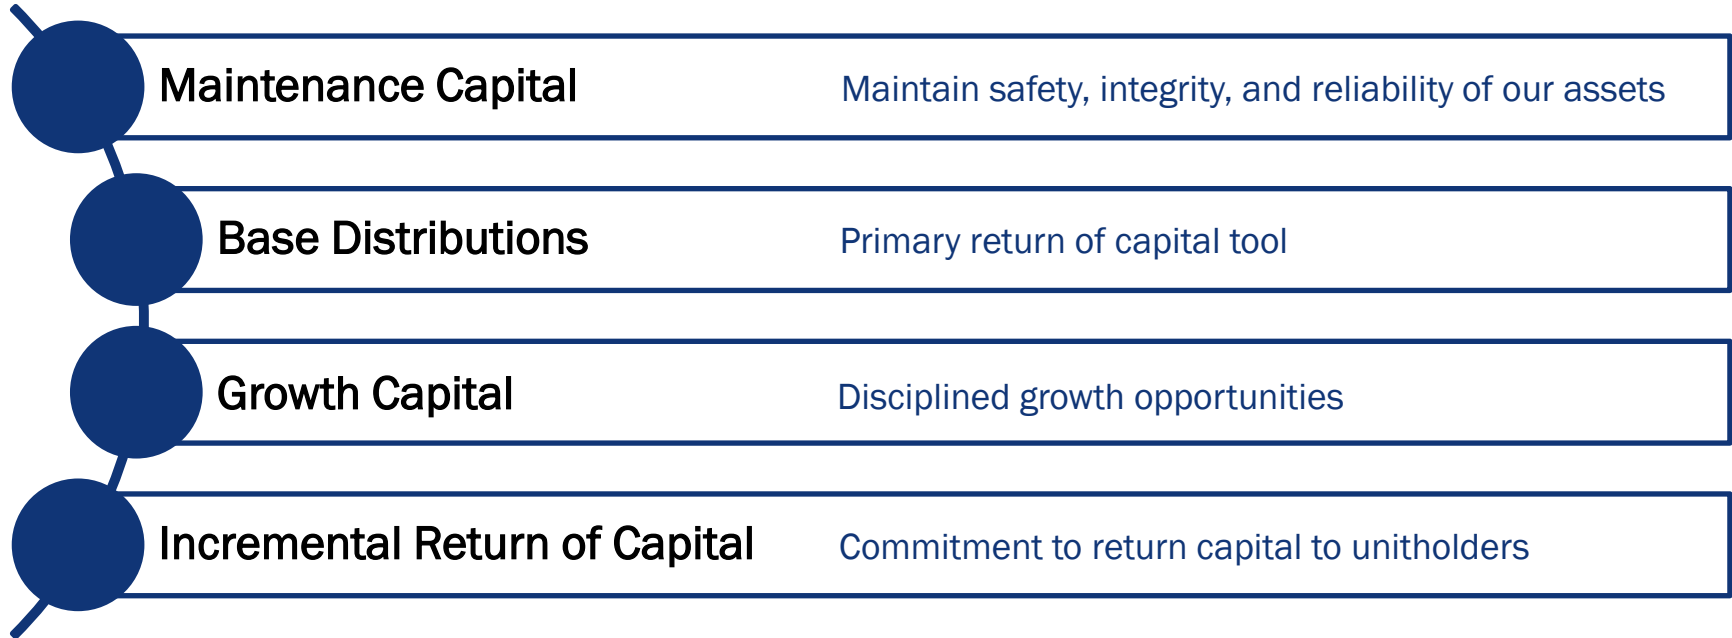 Maintenance Capital
Maintain safety, integrity, and reliability of our assets
Base Distributions
Primary return of capital tool
Growth Capital
Disciplined growth opportunities
Incremental Return of Capital
Commitment to return capital to unitholders